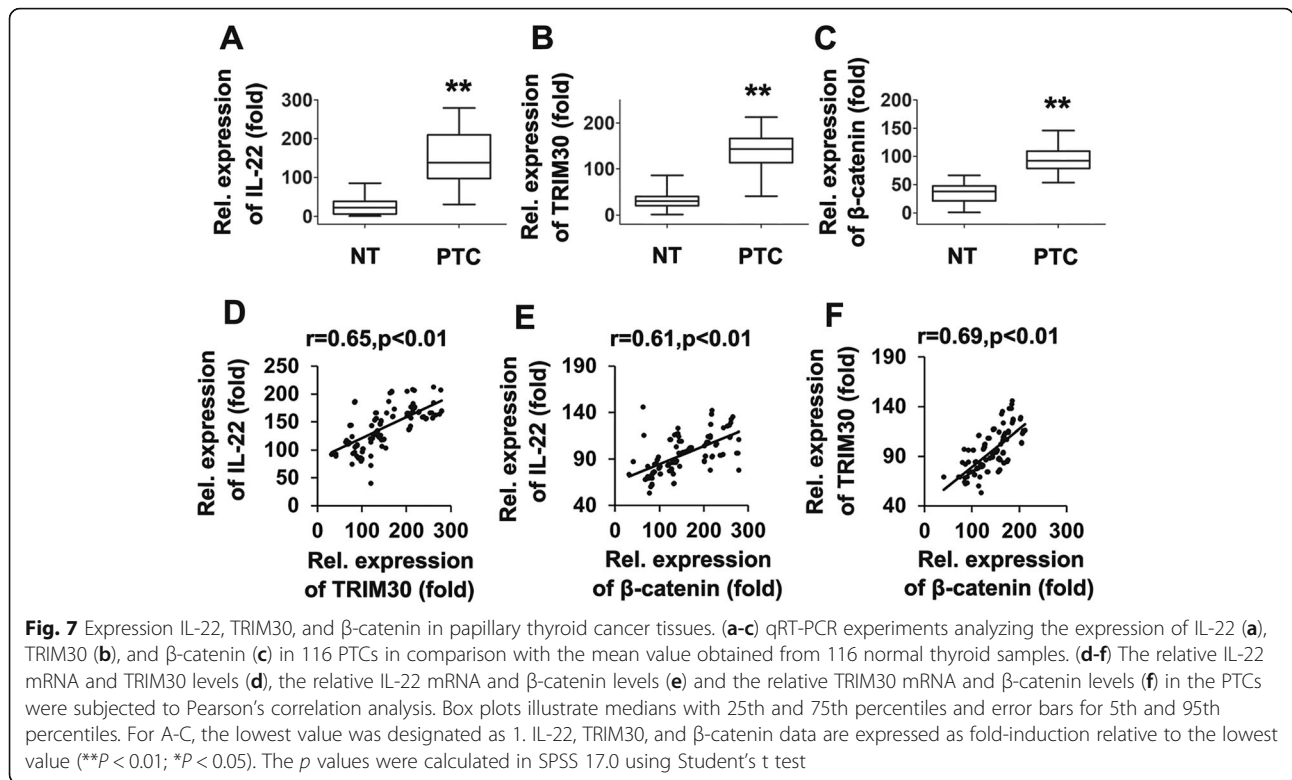 A
Rel. expression
of IL-22 (fold)
300
200
100
0
**
NT
PTC
B
Rel. expression
of TRIM30 (fold)
200
100
0
**
NT
PTC
C
Rel. expression
of β-catenin (fold)
200
150
100
50
0
**
NT
PTC
D
r=0.65,p<0.01
Rel. expression
of IL-22 (fold)
250
200
150
100
50
0
0
100
200
300
Rel. expression
of TRIM30 (fold)
E
r=0.61,p<0.01
Rel. expression
of IL-22 (fold)
190
140
90
40
0
100
200
300
Rel. expression
of β-catenin (fold)
F
r=0.69,p<0.01
Rel. expression
of TRIM30 (fold)
190
140
90
40
0
100
200
300
Rel. expression
of β-catenin (fold)
Fig. 7 Expression IL-22, TRIM30, and β-catenin in papillary thyroid cancer tissues. (a-c) qRT-PCR experiments analyzing the expression of IL-22 (a),
TRIM30 (b), and β-catenin (c) in 116 PTCs in comparison with the mean value obtained from 116 normal thyroid samples. (d-f) The relative IL-22
mRNA and TRIM30 levels (d), the relative IL-22 mRNA and β-catenin levels (e) and the relative TRIM30 mRNA and β-catenin levels (f) in the PTCs
were subjected to Pearson's correlation analysis. Box plots illustrate medians with 25th and 75th percentiles and error bars for 5th and 95th
percentiles. For A-C, the lowest value was designated as 1. IL-22, TRIM30, and β-catenin data are expressed as fold-induction relative to the lowest
value (**P < 0.01; *P < 0.05). The p values were calculated in SPSS 17.0 using Student's t test